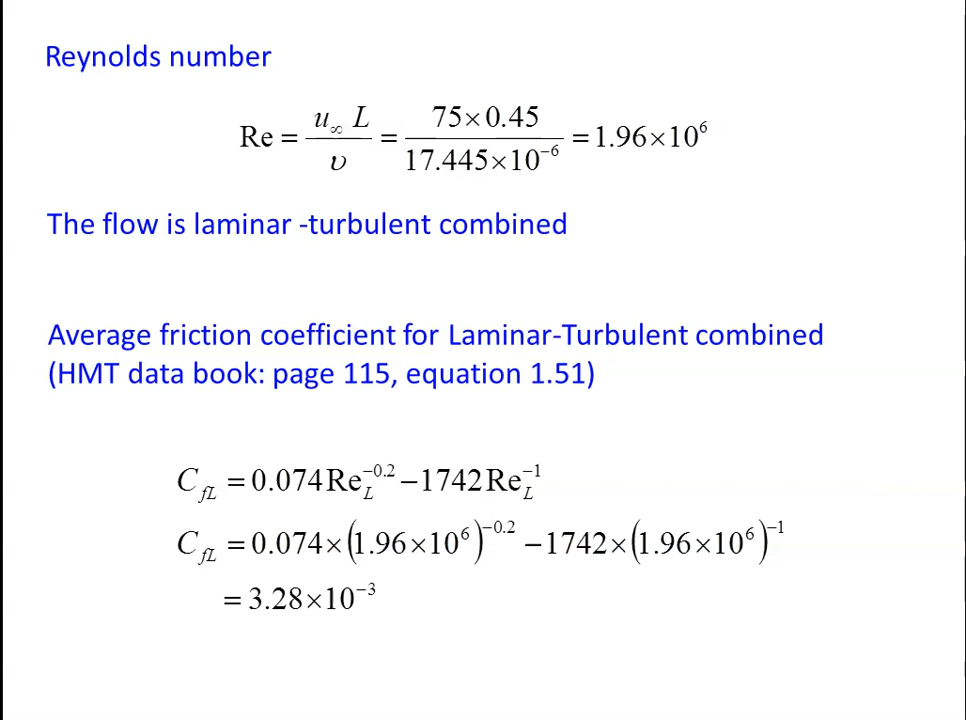 Reynolds number
Re = u∞ L / υ = 75×0.45 / 17.445×10⁻⁶ = 1.96×10⁶
The flow is laminar -turbulent combined
Average friction coefficient for Laminar-Turbulent combined
(HMT data book: page 115, equation 1.51)
C_fL = 0.074 Re_L^−0.2 − 1742 Re_L^−1
C_fL = 0.074×(1.96×10⁶)^−0.2 − 1742×(1.96×10⁶)^−1
= 3.28×10⁻³